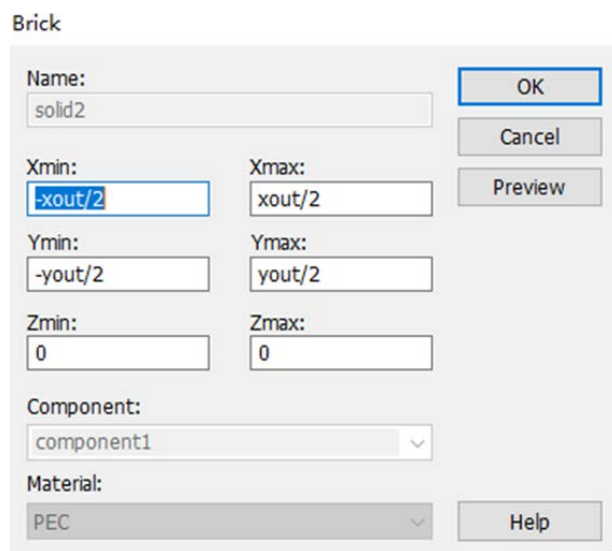 Brick
Name:
OK
solid2
Cancel
Xmin:
Xmax:
Preview
-xout/2
xout/2
Ymin:
Ymax:
-yout/2
yout/2
Zmin:
Zmax:
0
0
Component:
component1
Material:
PEC
Help